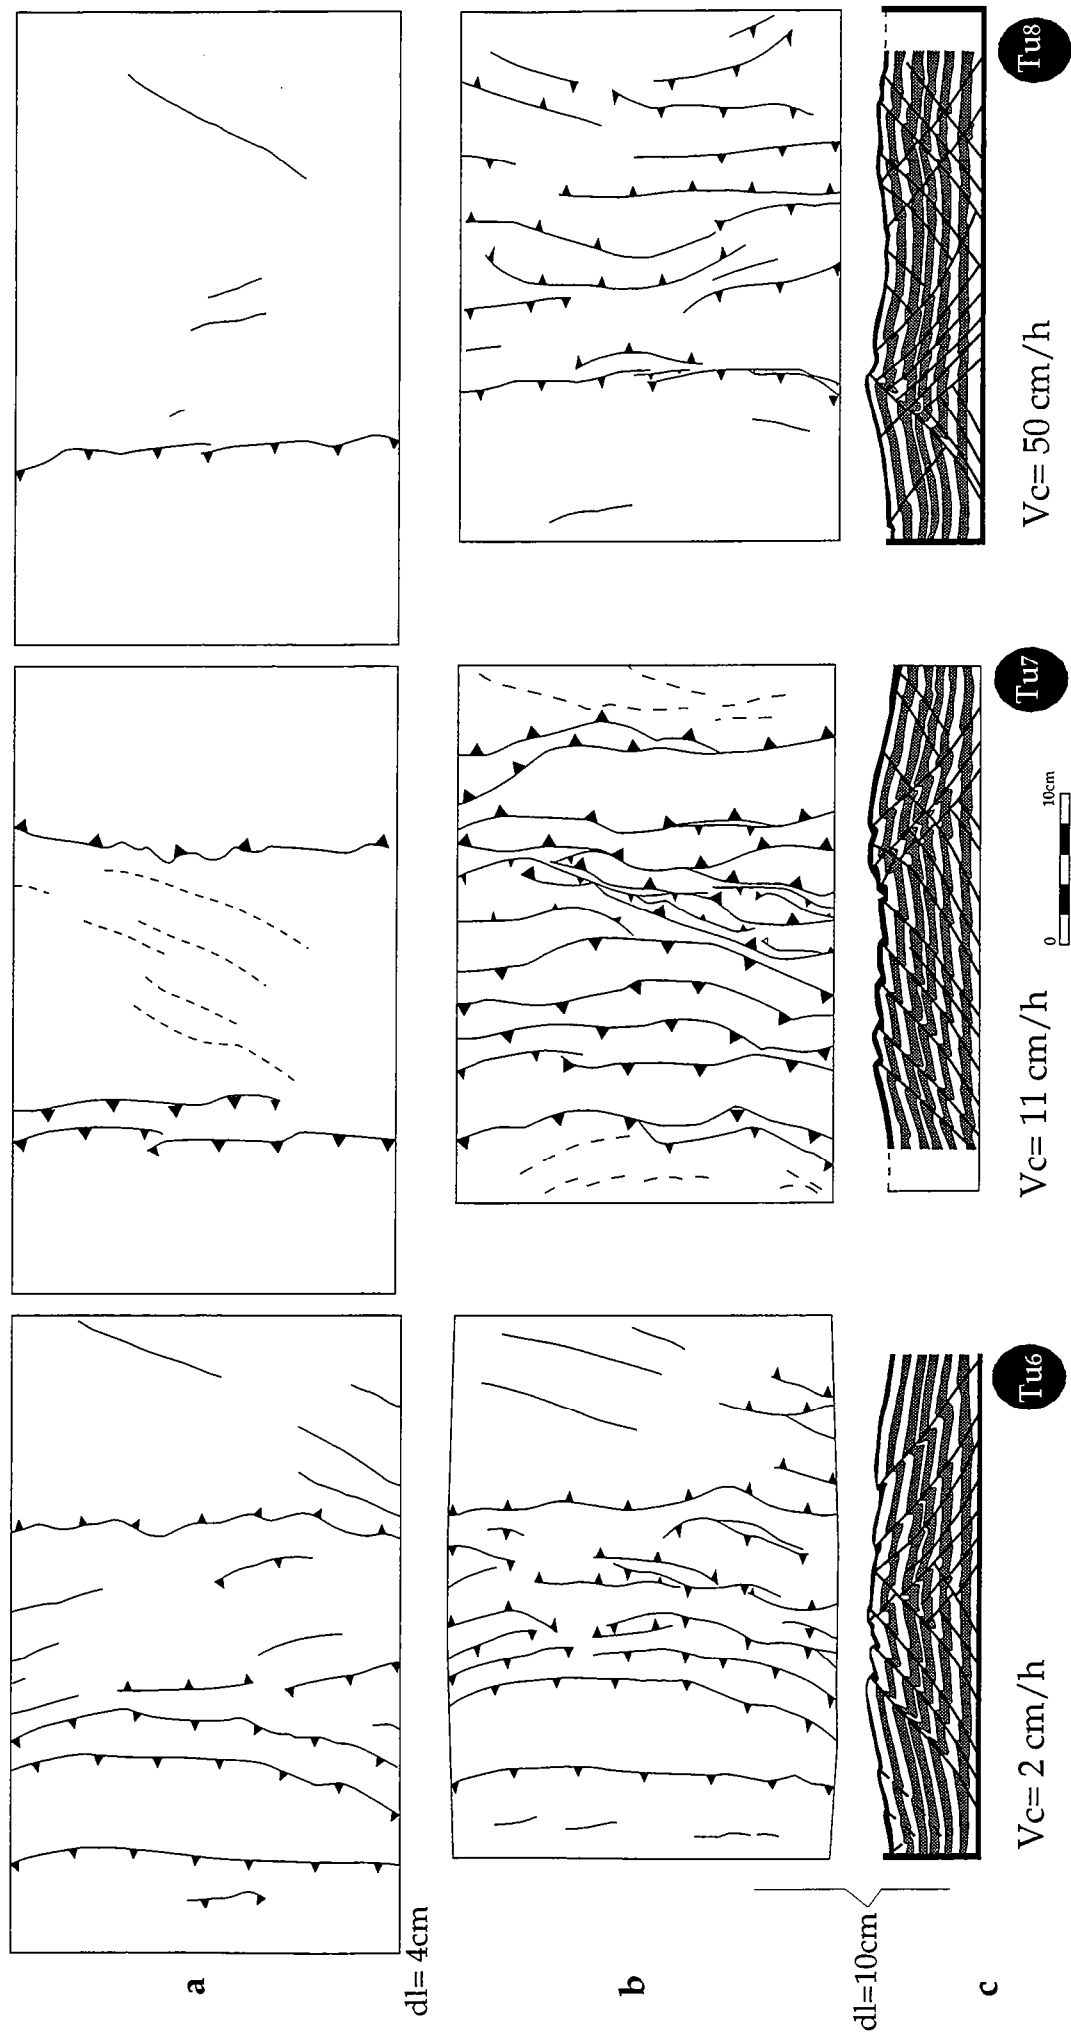 a
dl= 4cm
b
dl=10cm
c
Tu6
Tu7
Tu8
Vc= 2 cm/h
Vc= 11 cm/h
Vc= 50 cm/h
0 10cm